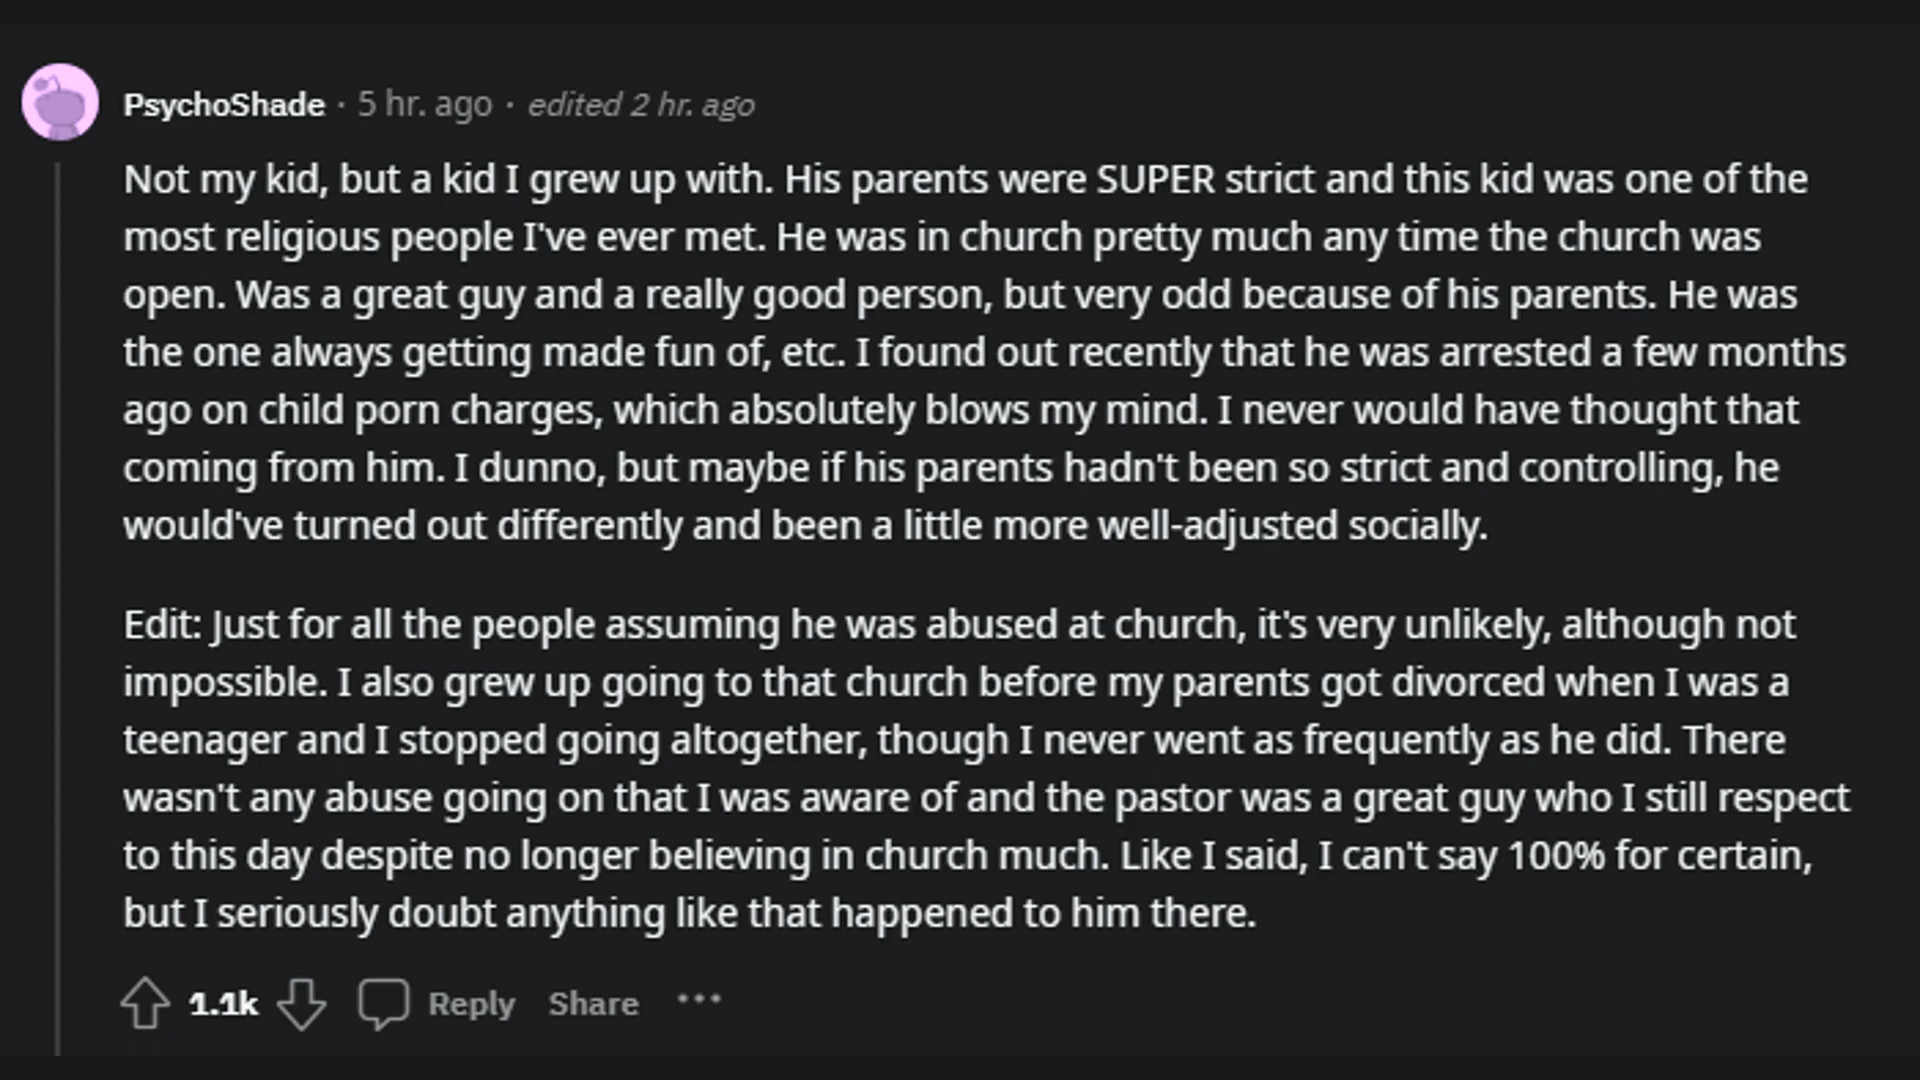 PsychoShade · 5 hr. ago · edited 2 hr. ago
Not my kid, but a kid I grew up with. His parents were SUPER strict and this kid was one of the
most religious people I've ever met. He was in church pretty much any time the church was
open. Was a great guy and a really good person, but very odd because of his parents. He was
the one always getting made fun of, etc. I found out recently that he was arrested a few months
ago on child porn charges, which absolutely blows my mind. I never would have thought that
coming from him. I dunno, but maybe if his parents hadn't been so strict and controlling, he
would've turned out differently and been a little more well-adjusted socially.
Edit: Just for all the people assuming he was abused at church, it's very unlikely, although not
impossible. I also grew up going to that church before my parents got divorced when I was a
teenager and I stopped going altogether, though I never went as frequently as he did. There
wasn't any abuse going on that I was aware of and the pastor was a great guy who I still respect
to this day despite no longer believing in church much. Like I said, I can't say 100% for certain,
but I seriously doubt anything like that happened to him there.
1.1k Reply Share ···